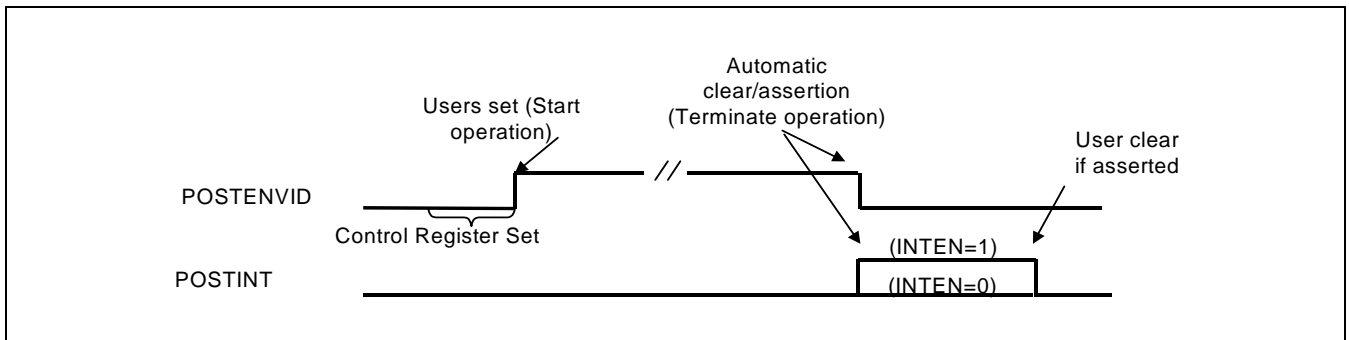 Automatic
clear/assertion
(Terminate operation)
Users set (Start
operation)
User clear
if asserted
POSTENVID
Control Register Set
(INTEN=1)
POSTINT
(INTEN=0)